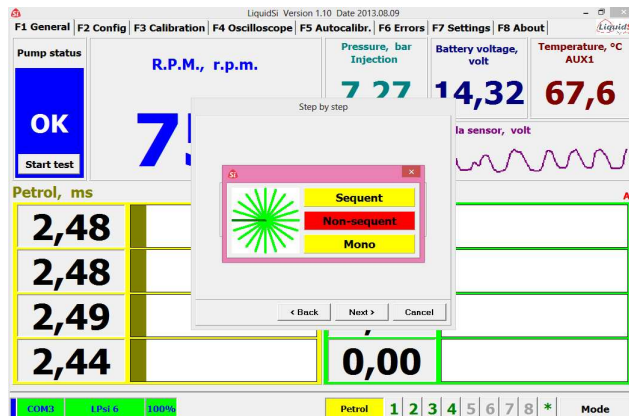 LiquidSi Version 1.10 Date 2013.08.09
F1 General F2 Config F3 Calibration F4 Oscilloscope F5 Autocalibr. F6 Errors F7 Settings F8 About
Pump status
OK
Start test
R.P.M., r.p.m.
Pressure, bar
Injection
7,27
Battery voltage,
volt
14,32
Temperature, °C
AUX1
67,6
Step by step
la sensor, volt
Sequent
Non-sequent
Mono
Petrol, ms
2,48
2,48
2,49
2,44
‹ Back Next › Cancel
0,00
COM3 LPsi 6 100% Petrol 1 2 3 4 5 6 7 8 * Mode